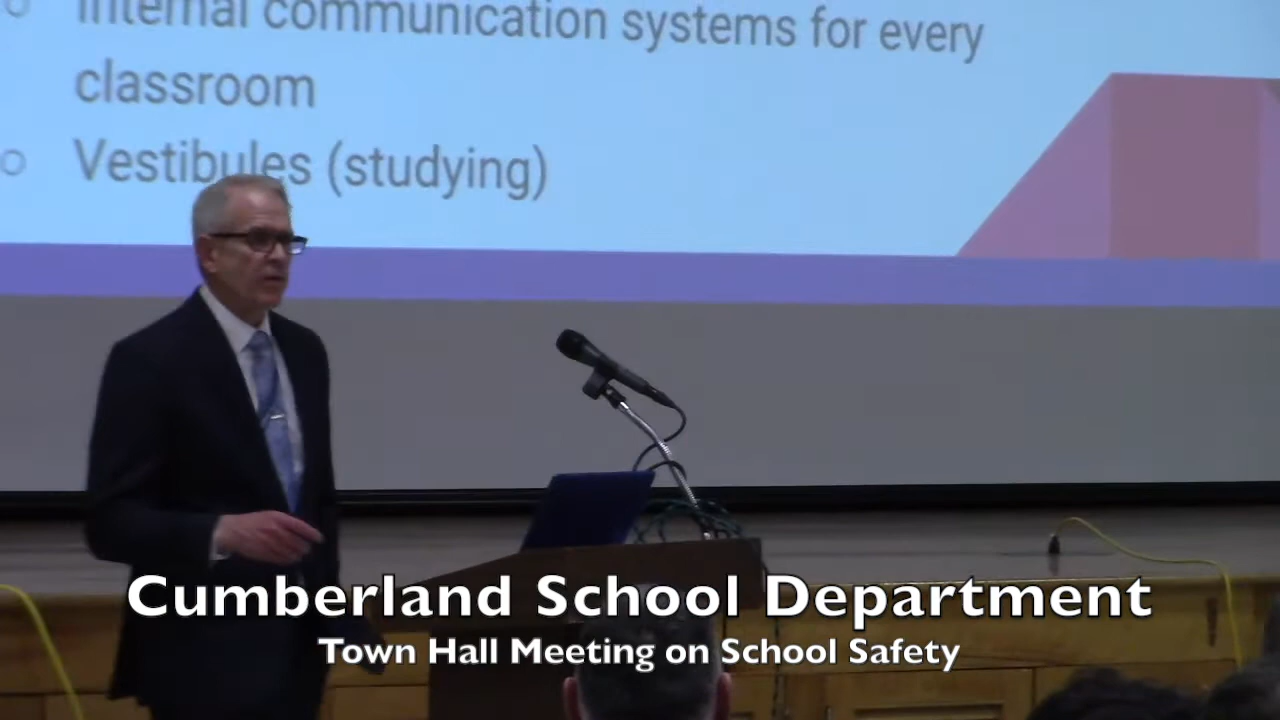 Internal communication systems for every
classroom
Vestibules (studying)
Cumberland School Department
Town Hall Meeting on School Safety